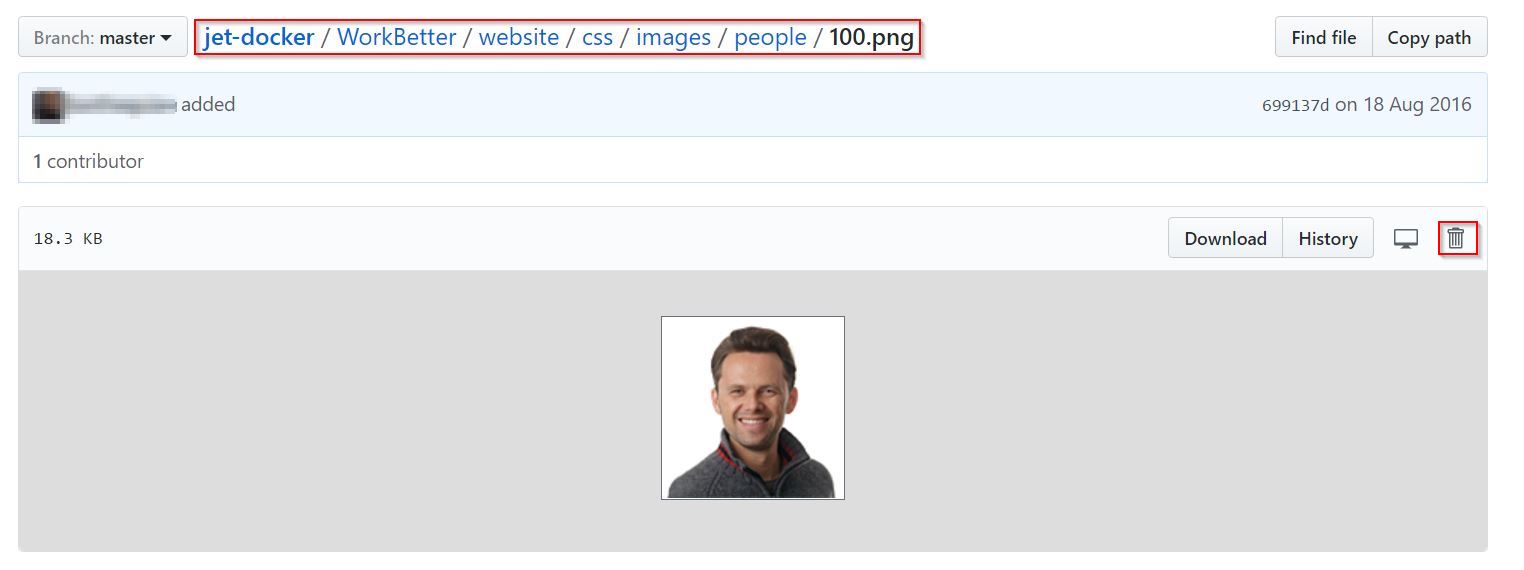 Branch: master jet-docker / WorkBetter / website / css / images / people / 100.png Find file Copy path
added 699137d on 18 Aug 2016
1 contributor
18.3 KB Download History